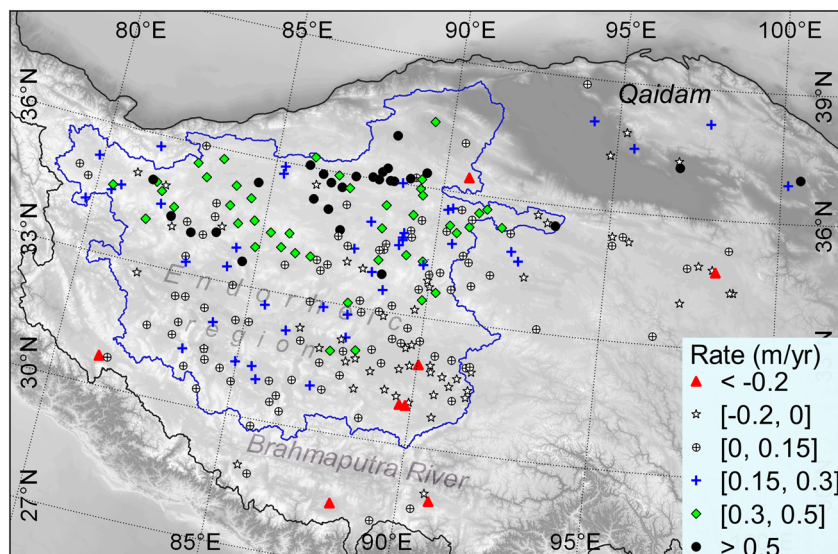 80°E
85°E
90°E
95°E
100°E
39°N
36°N
36°N
33°N
33°N
30°N
30°N
27°N
Qaidam
Endorheic
region
Brahmaputra River
85°E
90°E
95°E
Rate (m/yr)
< -0.2
[-0.2, 0]
[0, 0.15]
[0.15, 0.3]
[0.3, 0.5]
> 0.5